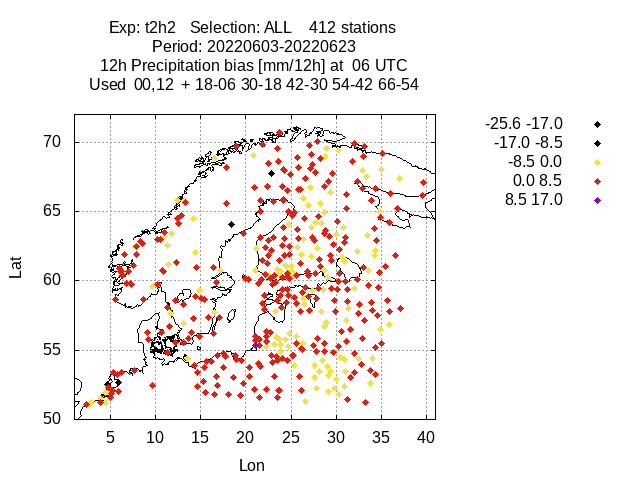 Exp: t2h2 Selection: ALL 412 stations
Period: 20220603-20220623
12h Precipitation bias [mm/12h] at 06 UTC
Used 00,12 + 18-06 30-18 42-30 54-42 66-54
-25.6 -17.0
-17.0 -8.5
-8.5 0.0
0.0 8.5
8.5 17.0
70
65
60
55
50
Lat
5 10 15 20 25 30 35 40
Lon